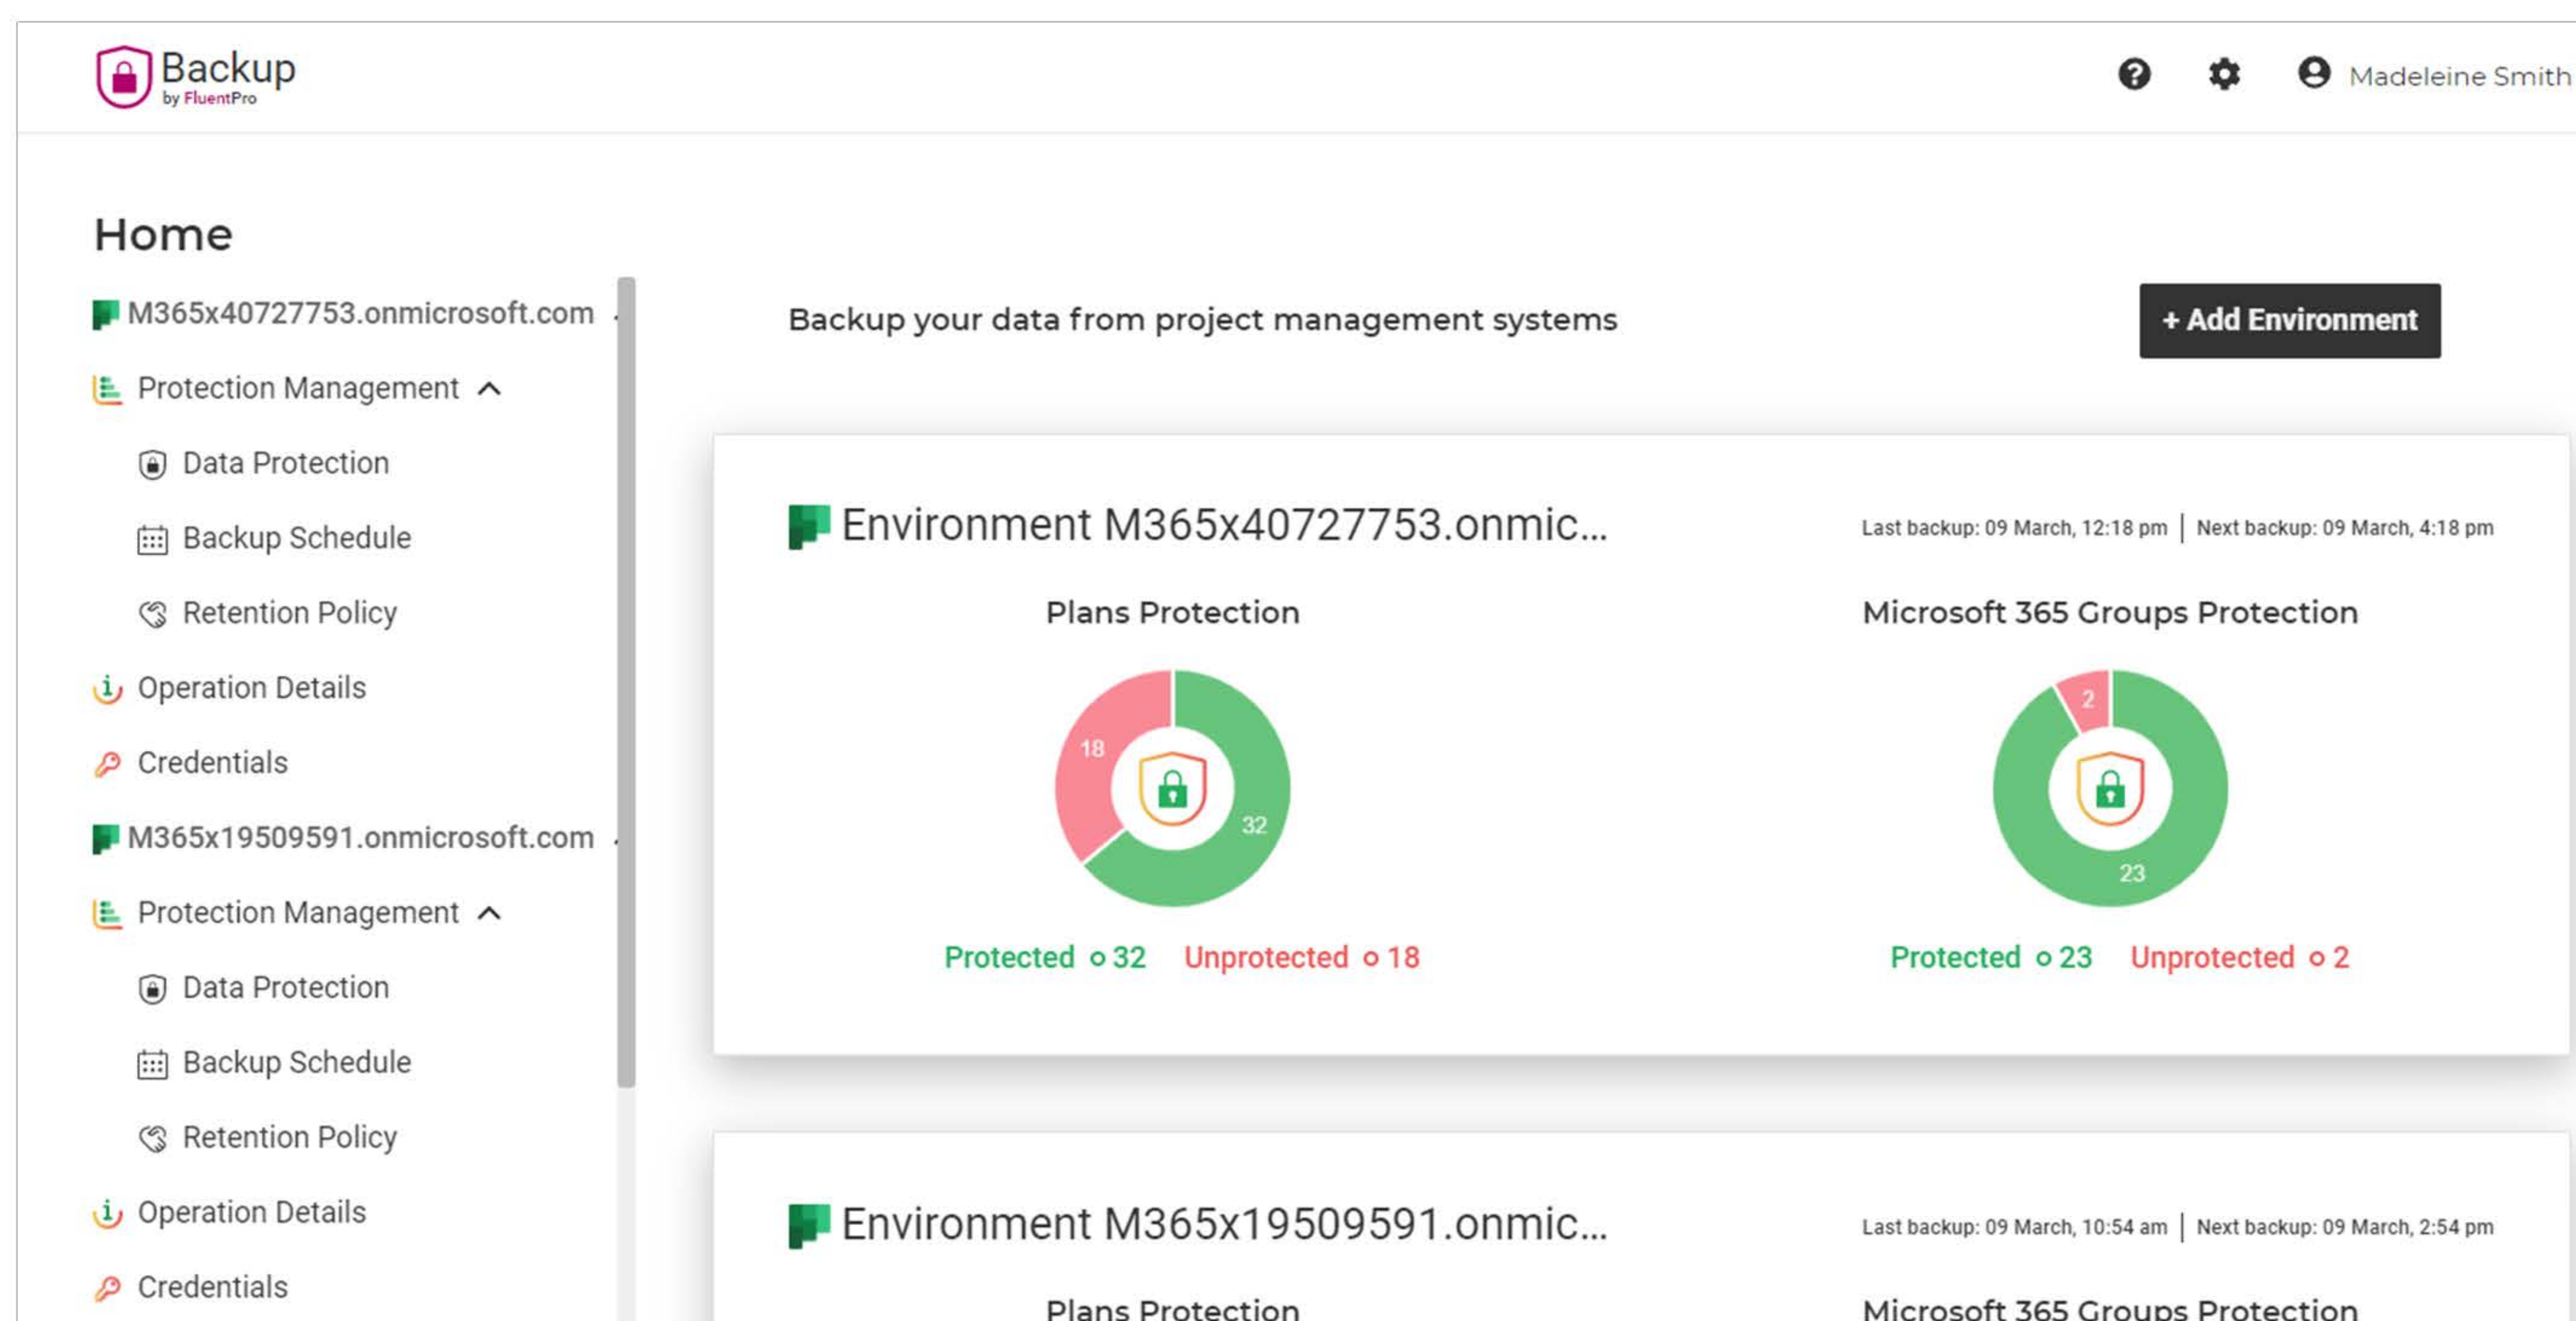 Backup
by FluentPro
Madeleine Smith
Home
M365x40727753.onmicrosoft.com
Protection Management
Data Protection
Backup Schedule
Retention Policy
Operation Details
Credentials
M365x19509591.onmicrosoft.com
Protection Management
Data Protection
Backup Schedule
Retention Policy
Operation Details
Credentials
Backup your data from project management systems
+ Add Environment
Environment M365x40727753.onmic...
Last backup: 09 March, 12:18 pm | Next backup: 09 March, 4:18 pm
Plans Protection
18
32
Protected 32 Unprotected 18
Microsoft 365 Groups Protection
2
23
Protected 23 Unprotected 2
Environment M365x19509591.onmic...
Last backup: 09 March, 10:54 am | Next backup: 09 March, 2:54 pm
Plans Protection
Microsoft 365 Groups Protection